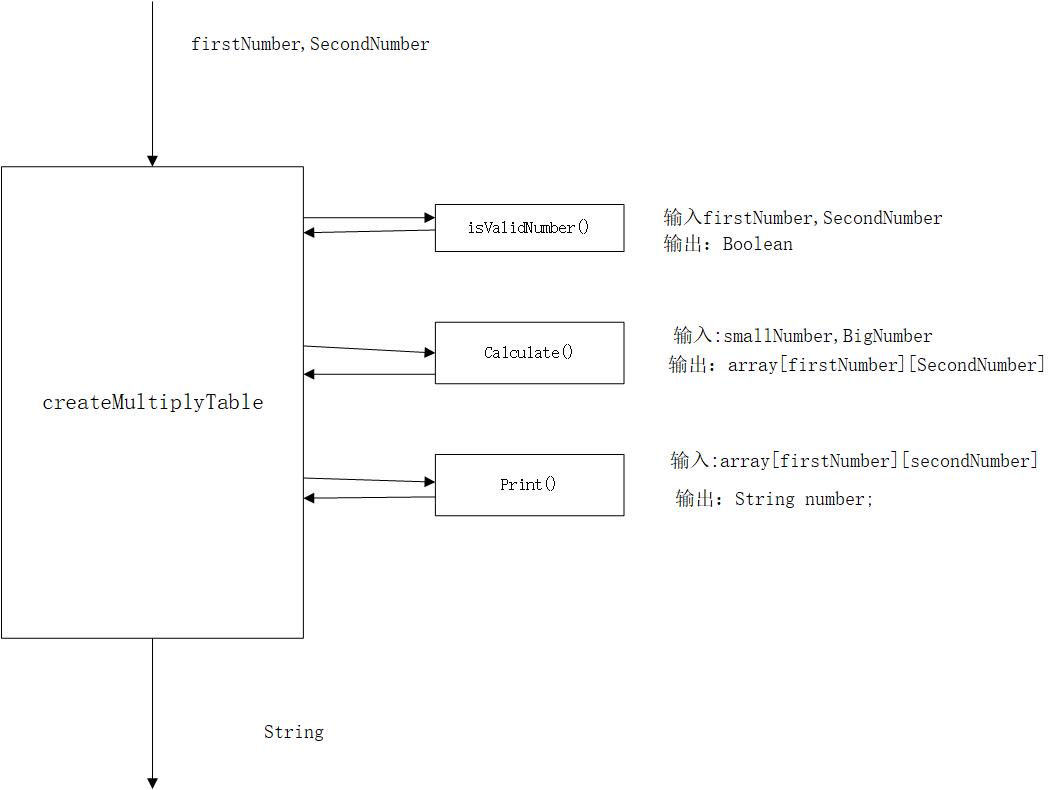 firstNumber,SecondNumber
isValidNumber()
输入firstNumber,SecondNumber
输出：Boolean
Calculate()
输入:smallNumber,BigNumber
输出：array[firstNumber][SecondNumber]
createMultiplyTable
Print()
输入:array[firstNumber][secondNumber]
输出：String number;
String